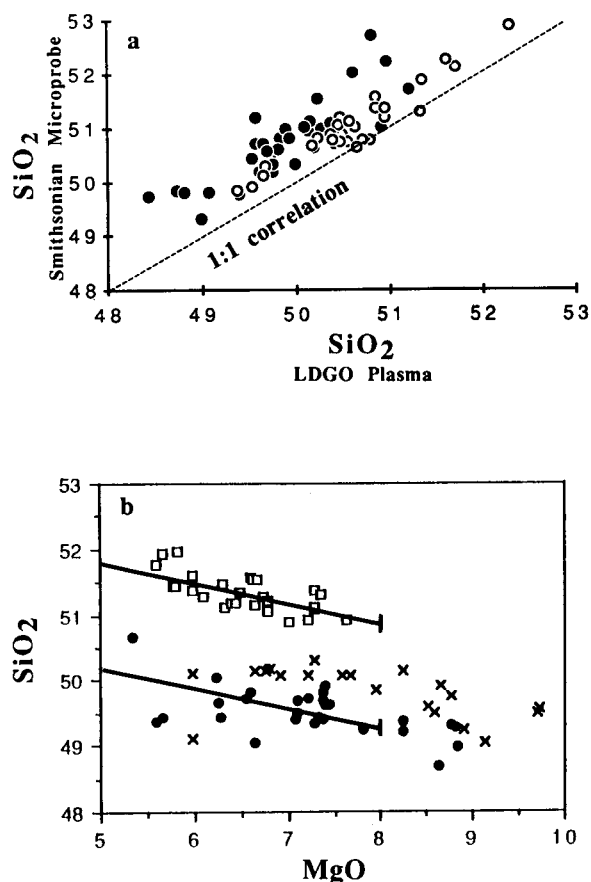 a
SiO2
Smithsonian Microprobe
53
52
51
50
49
48
1:1 correlation
48 49 50 51 52 53
SiO2
LDGO Plasma
b
SiO2
53
52
51
50
49
48
5 6 7 8 9 10
MgO